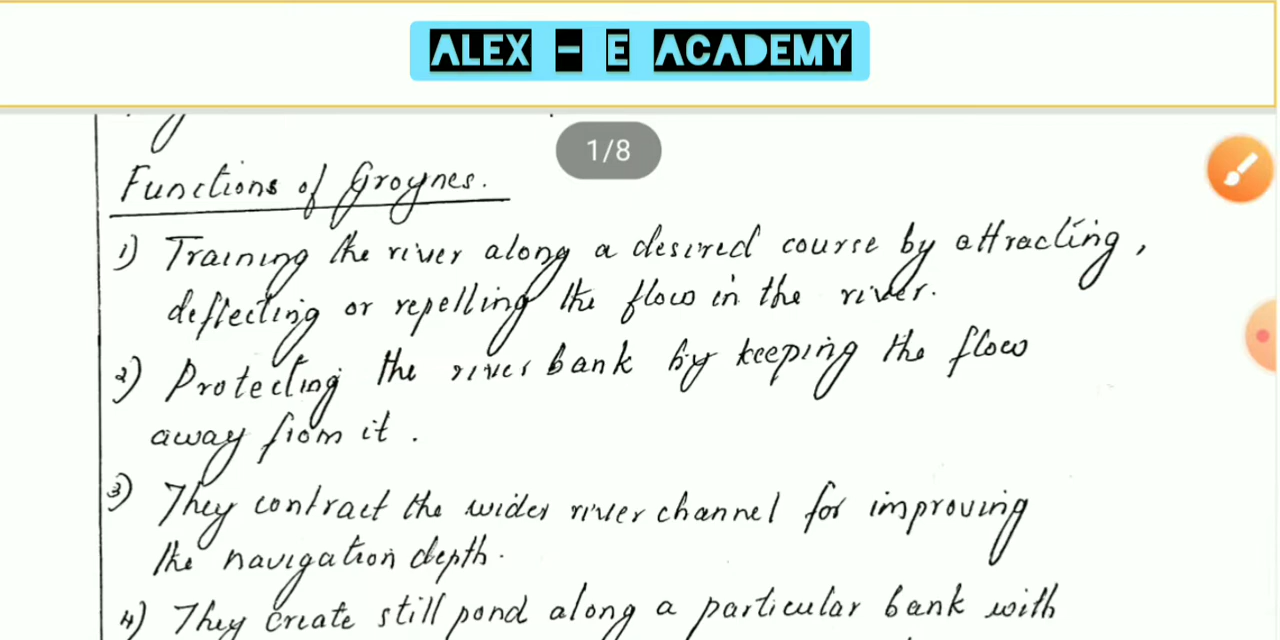 ALEX - E ACADEMY
1/8
Functions of Groynes.
1) Training the river along a desired course by attracting,
deflecting or repelling the flow in the river.
2) Protecting the river bank by keeping the flow
away from it.
3) They contract the wider river channel for improving
the navigation depth.
4) They create still pond along a particular bank with